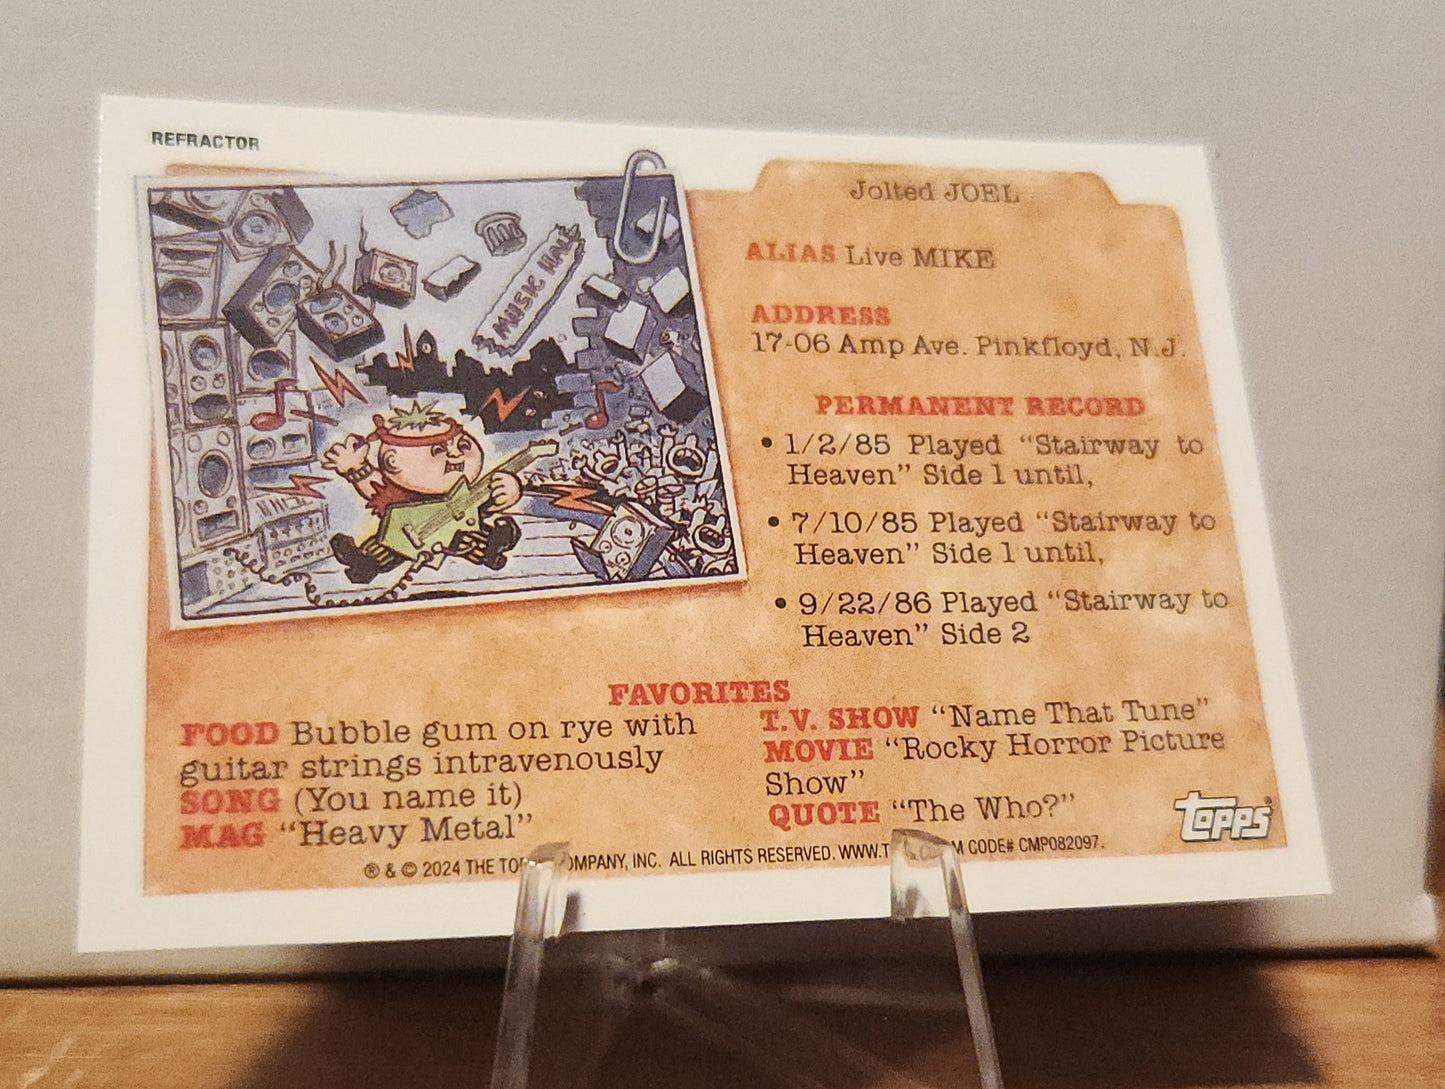 REFRACTOR
MUSIC HALL
Jolted JOEL
ALIAS Live MIKE
ADDRESS
17-06 Amp Ave. Pinkfloyd, N.J.
PERMANENT RECORD
• 1/2/85 Played “Stairway to
Heaven” Side 1 until,
• 7/10/85 Played “Stairway to
Heaven” Side 1 until,
• 9/22/86 Played “Stairway to
Heaven” Side 2
FAVORITES
FOOD Bubble gum on rye with
guitar strings intravenously
SONG (You name it)
MAG “Heavy Metal”
T.V. SHOW “Name That Tune”
MOVIE “Rocky Horror Picture
Show”
QUOTE “The Who?”
topps®
® & © 2024 THE COMPANY, INC. ALL RIGHTS RESERVED. CODE# CMP082097.